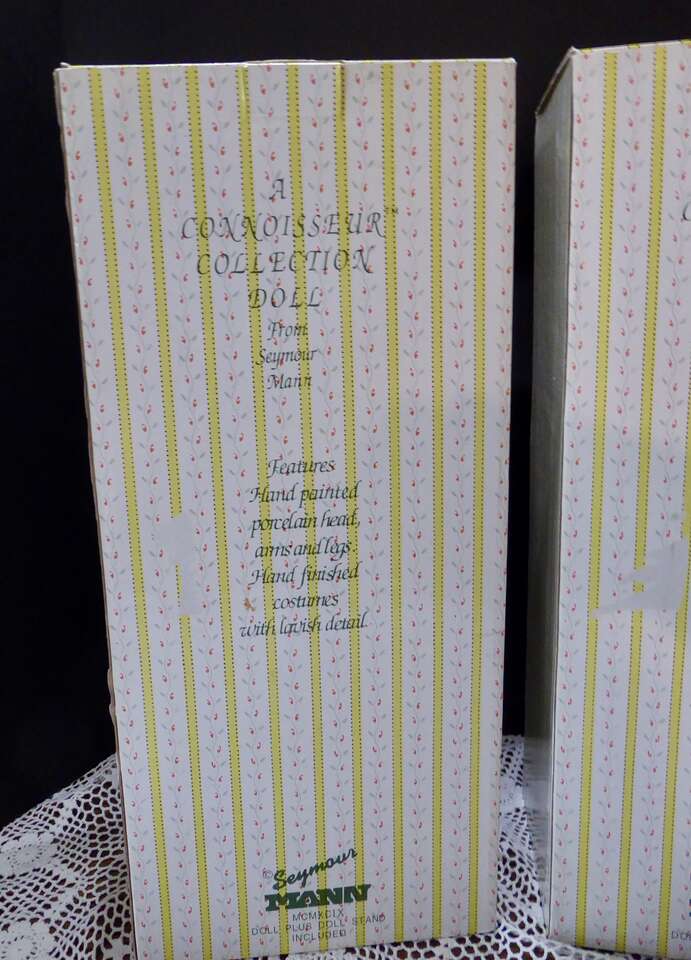 A
CONNOISSEUR™
COLLECTION
DOLL
From
Seymour
Mann
Features
Hand painted
porcelain head,
arms and legs.
Hand finished
costumes
with lavish detail.
© Seymour
MANN
MCMXCIX
DOLL PLUS DOLL STAND
INCLUDED